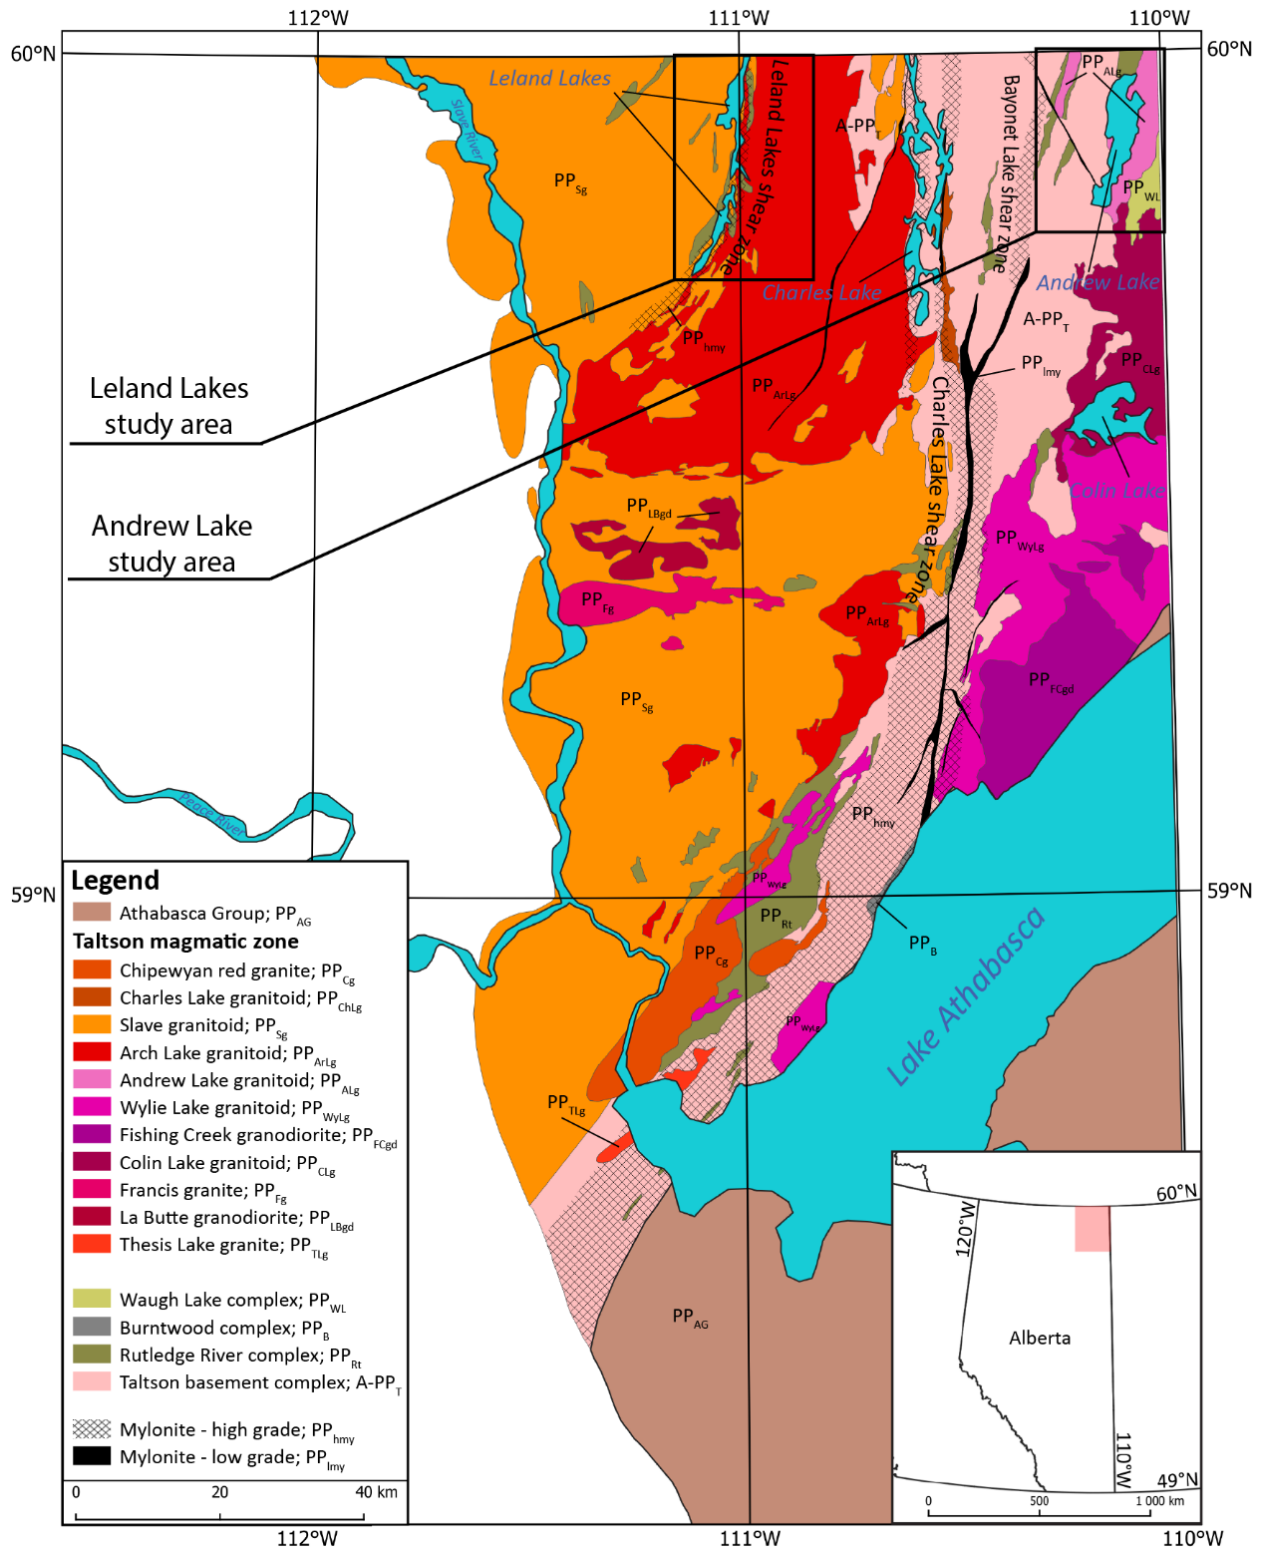 112°W
111°W
110°W
60°N
60°N
Leland Lakes
Slave River
Leland Lakes shear zone
A-PPT
Bayonet Lake shear zone
PPALg
PPSg
PPWL
Charles Lake
Andrew Lake
PPhmy
A-PPT
PPlmy
PPCLg
PPArLg
Leland Lakes
study area
Charles Lake shear zone
Colin Lake
PPLBgd
Andrew Lake
study area
PPWyLg
PPFg
PPArLg
PPFCgd
PPSg
Peace River
PPhmy
PPWyLg
59°N
59°N
PPRt
PPB
PPCg
PPWyLg
Lake Athabasca
PPTLg
PPAG
Legend
Athabasca Group; PPAG
Taltson magmatic zone
Chipewyan red granite; PPCg
Charles Lake granitoid; PPChLg
Slave granitoid; PPSg
Arch Lake granitoid; PPArLg
Andrew Lake granitoid; PPALg
Wylie Lake granitoid; PPWyLg
Fishing Creek granodiorite; PPFCgd
Colin Lake granitoid; PPCLg
Francis granite; PPFg
La Butte granodiorite; PPLBgd
Thesis Lake granite; PPTLg
Waugh Lake complex; PPWL
Burntwood complex; PPB
Rutledge River complex; PPRt
Taltson basement complex; A-PPT
Mylonite - high grade; PPhmy
Mylonite - low grade; PPlmy
0 20 40 km
60°N
120°W
Alberta
110°W
49°N
0 500 1 000 km
112°W
111°W
110°W